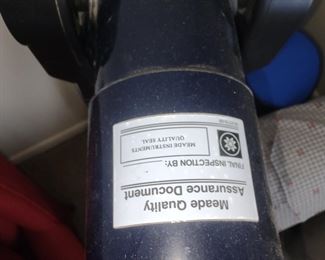 Meade Quality
Assurance Document
FINAL INSPECTION BY:
MEADE INSTRUMENTS
QUALITY SEAL